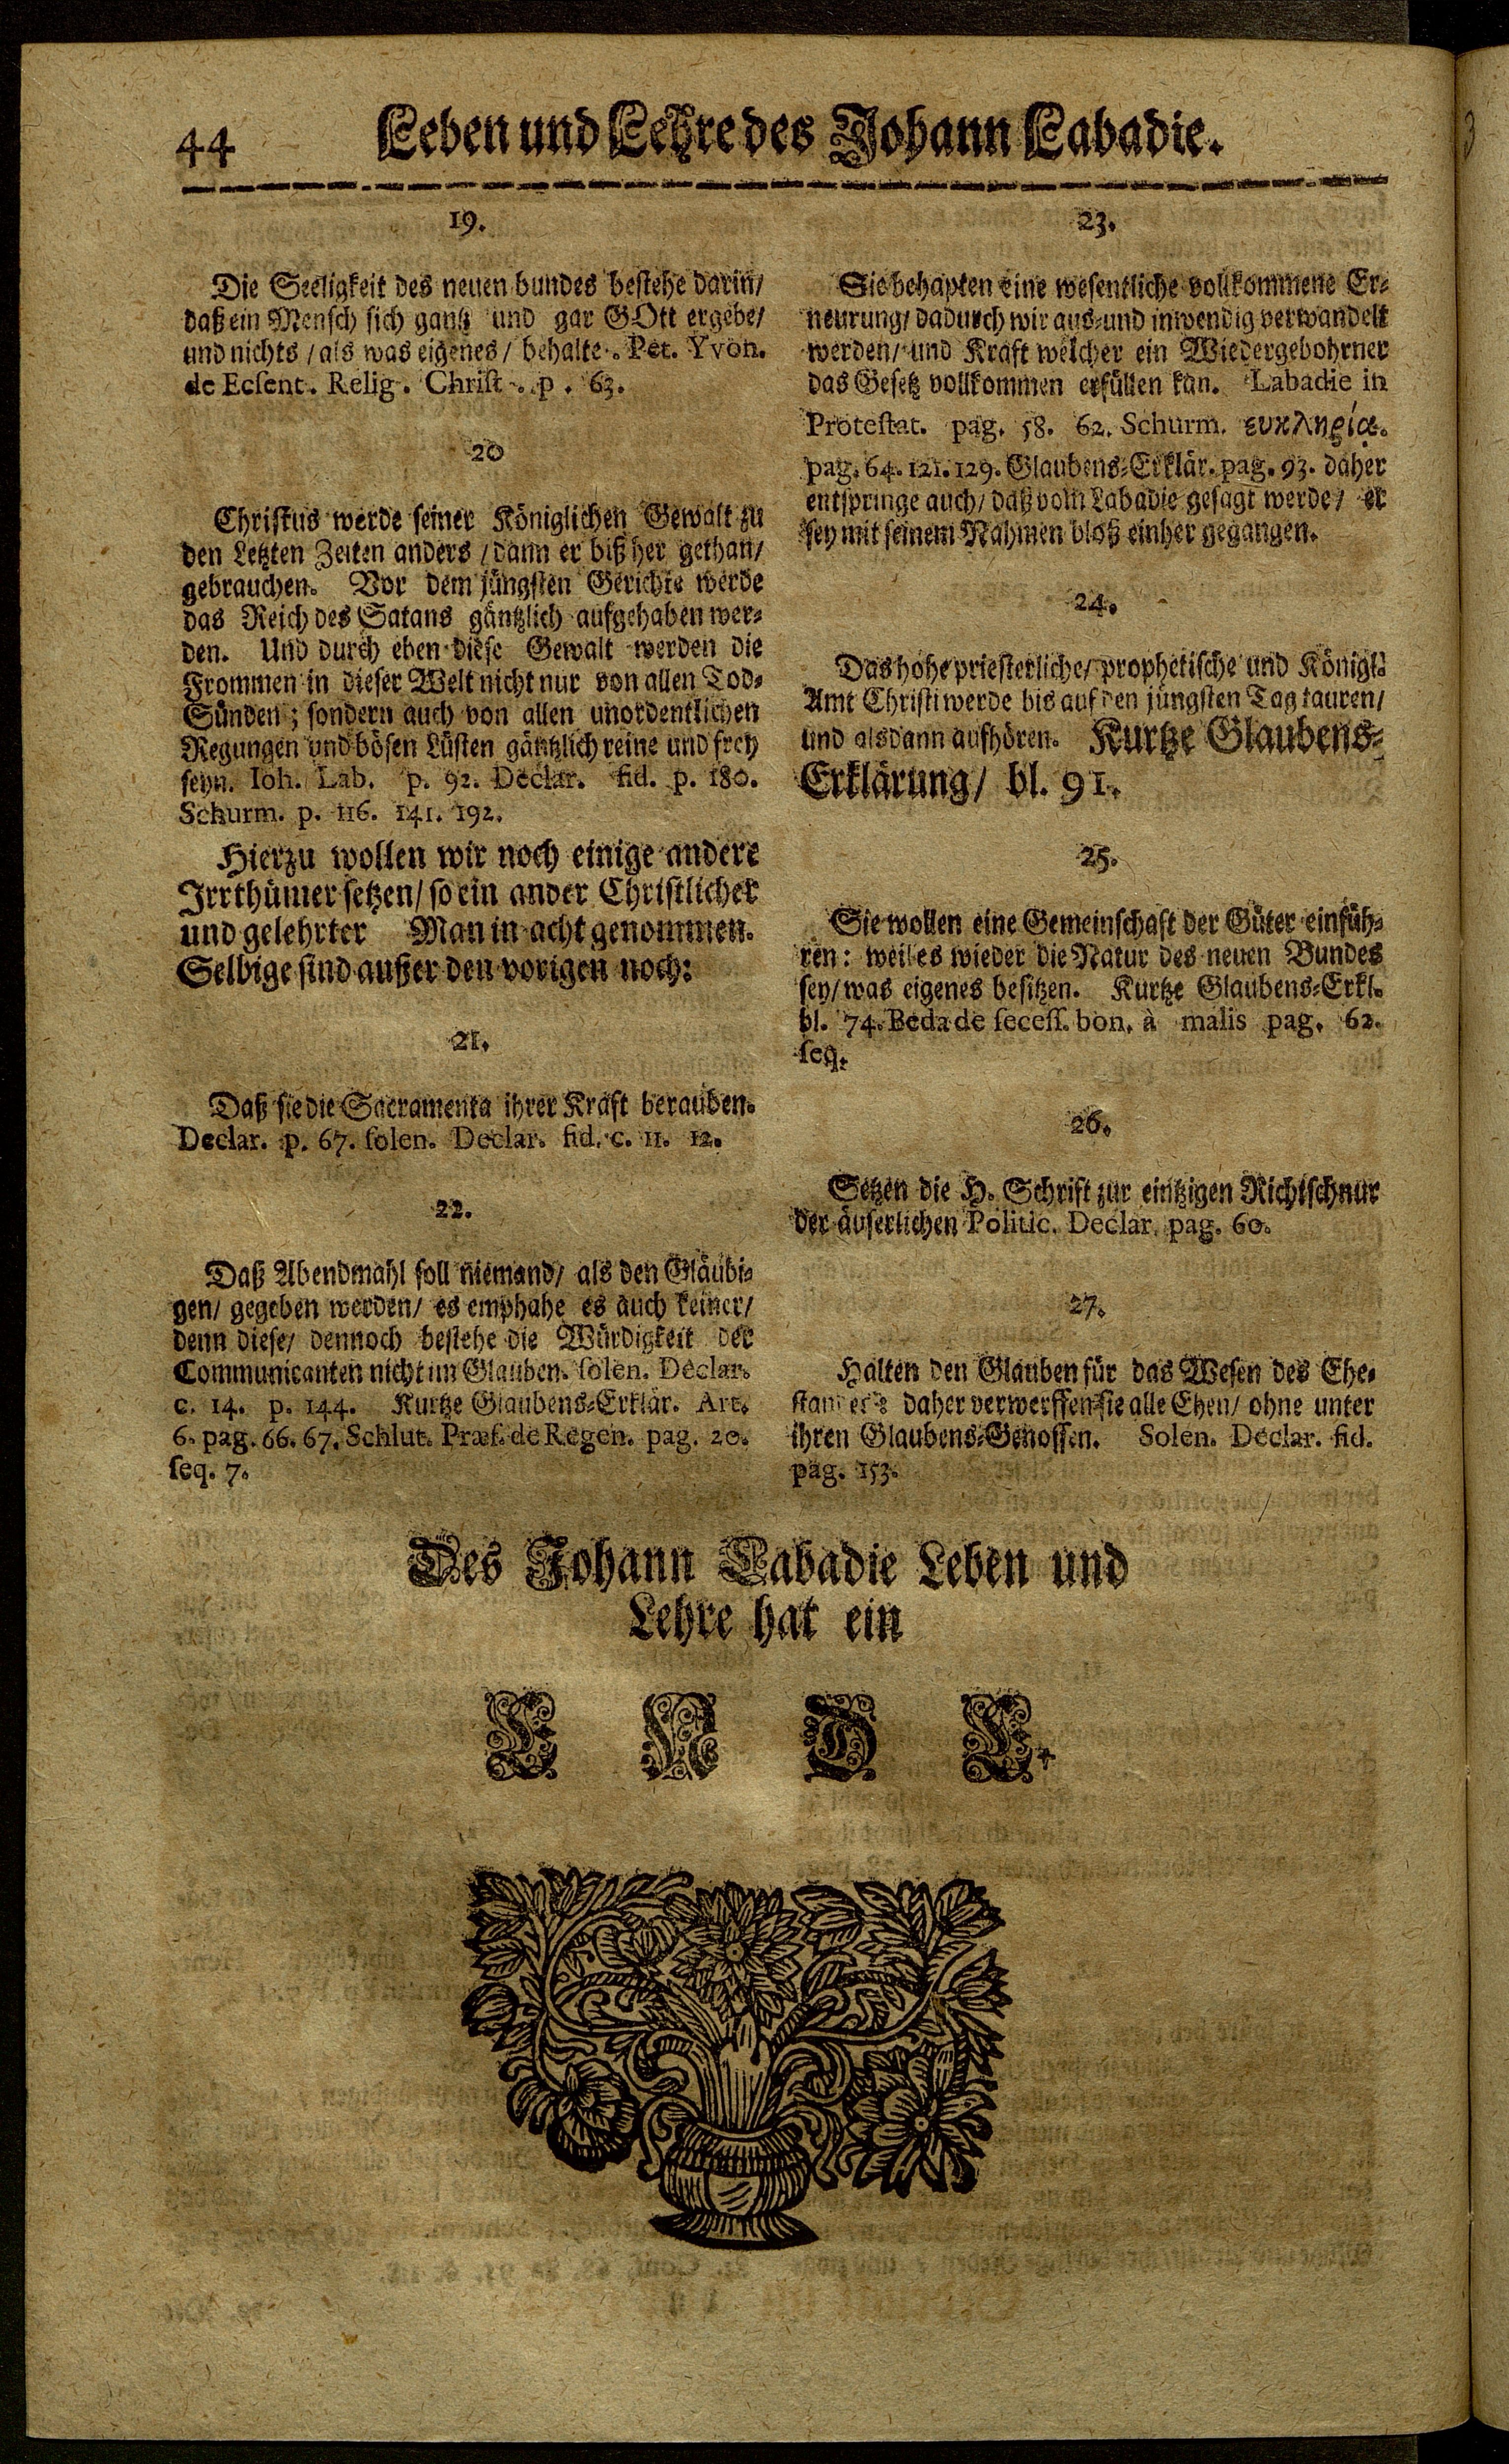 44 Leben und Lehre des Johann Labadie.
19.
Die Seeligkeit des neuen bundes bestehe darin/
daß ein Mensch sich gantz und gar GOtt ergebe/
und nichts / als was eigenes / behalte. Pet. Yvon.
de Ecsent. Relig. Christ. p. 63.
20
Christus werde seiner Königlichen Gewalt zu
den Letzten Zeiten anders / dann er biß her gethan/
gebrauchen. Vor dem jüngsten Gerichte werde
das Reich des Satans gäntzlich aufgehaben wer-
den. Und durch eben diese Gewalt werden die
Frommen in dieser Welt nicht nur von allen Tod-
Sünden; sondern auch von allen unordentlichen
Regungen und bösen Lüsten gäntzlich reine und frey
seyn. Ioh. Lab. p. 92. Declar. fid. p. 180.
Schurm. p. 116. 141. 192.
Hierzu wollen wir noch einige andere
Irrthümer setzen/ so ein ander Christlicher
und gelehrter Man in acht genommen.
Selbige sind außer den vorigen noch:
21.
Daß sie die Sacramenta ihrer Kraft berauben.
Declar. p. 67. solen. Declar. fid. c. 11. 12.
22.
Daß Abendmahl soll niemand/ als den Gläubi-
gen/ gegeben werden/ es emphahe es auch keiner/
denn diese/ dennoch bestehe die Würdigkeit der
Communicanten nicht im Glauben. solen. Declar.
c. 14. p. 144. Kurtze Glaubens-Erklär. Art.
6. pag. 66. 67. Schlut. Præf. de Regen. pag. 20.
seq. 7.
23.
Sie behapten eine wesentliche vollkommene Er-
neurung/ dadurch wir aus- und inwendig verwandelt
werden/ und Kraft welcher ein Wiedergebohrner
das Gesetz vollkommen erfüllen kan. Labadie in
Protestat. pag. 58. 62. Schurm. ευκληρία.
pag. 64. 121. 129. Glaubens-Erklär. pag. 93. daher
entspringe auch/ daß vom Labadie gesagt werde/ er
sey mit seinem Nahmen bloß einher gegangen.
24.
Das hohepriesterliche/ prophetische und Königl.
Amt Christi werde bis auf den jüngsten Tag tauren/
und alsdann aufhören. Kurtze Glaubens-
Erklärung/ bl. 91.
25.
Sie wollen eine Gemeinschaft der Güter einfüh-
ren: weil es wieder die Natur des neuen Bundes
sey/ was eigenes besitzen. Kurtze Glaubens-Erkl.
bl. 74. Beda de secess. bon. à malis pag. 62.
seq.
26.
Setzen die H. Schrift zur eintzigen Richtschnur
der äuserlichen Politic. Declar. pag. 60.
27.
Halten den Glauben für das Wesen des Ehe-
standes: daher verwerffen sie alle Ehen/ ohne unter
ihren Glaubens-Genossen. Solen. Declar. fid.
pag. 153.
Des Johann Labadie Leben und
Lehre hat ein
ENDE.